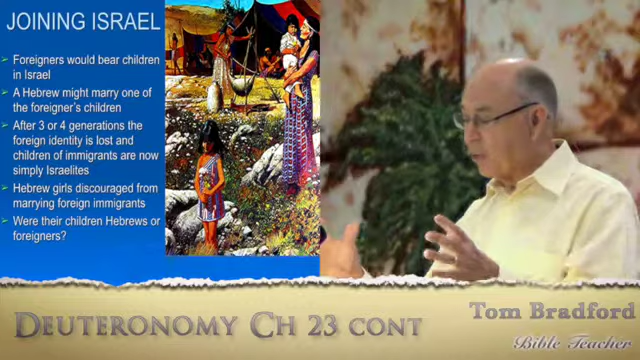 JOINING ISRAEL
Foreigners would bear children
in Israel
A Hebrew might marry one of
the foreigner's children
After 3 or 4 generations the
foreign identity is lost and
children of immigrants are now
simply Israelites
Hebrew girls discouraged from
marrying foreign immigrants
Were their children Hebrews or
foreigners?
DEUTERONOMY CH 23 CONT
Tom Bradford
Bible Teacher